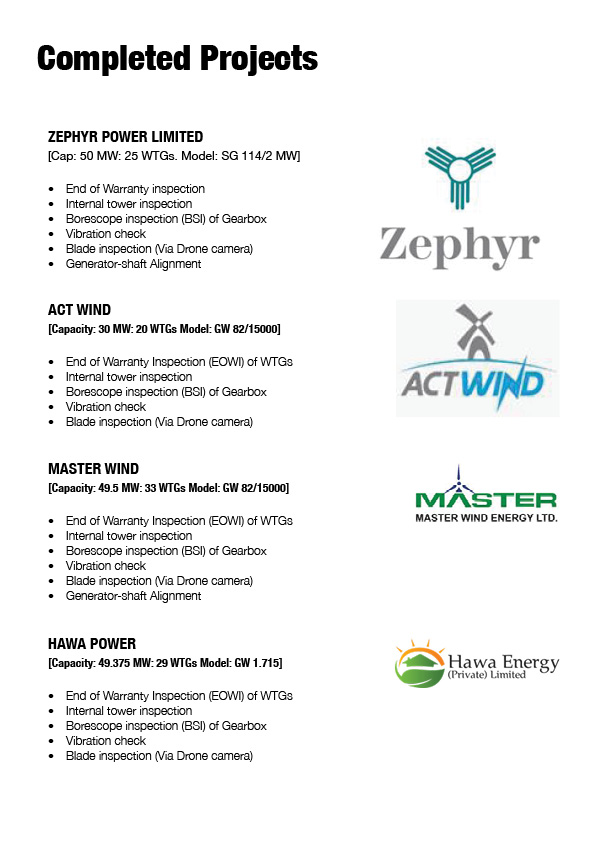 Completed Projects
ZEPHYR POWER LIMITED
[Cap: 50 MW: 25 WTGs. Model: SG 114/2 MW]
• End of Warranty inspection
• Internal tower inspection
• Borescope inspection (BSI) of Gearbox
• Vibration check
• Blade inspection (Via Drone camera)
• Generator-shaft Alignment
Zephyr
ACT WIND
[Capacity: 30 MW: 20 WTGs Model: GW 82/15000]
• End of Warranty Inspection (EOWI) of WTGs
• Internal tower inspection
• Borescope inspection (BSI) of Gearbox
• Vibration check
• Blade inspection (Via Drone camera)
ACT WIND
MASTER WIND
[Capacity: 49.5 MW: 33 WTGs Model: GW 82/15000]
• End of Warranty Inspection (EOWI) of WTGs
• Internal tower inspection
• Borescope inspection (BSI) of Gearbox
• Vibration check
• Blade inspection (Via Drone camera)
• Generator-shaft Alignment
MASTER
MASTER WIND ENERGY LTD.
HAWA POWER
[Capacity: 49.375 MW: 29 WTGs Model: GW 1.715]
• End of Warranty Inspection (EOWI) of WTGs
• Internal tower inspection
• Borescope inspection (BSI) of Gearbox
• Vibration check
• Blade inspection (Via Drone camera)
Hawa Energy
(Private) Limited